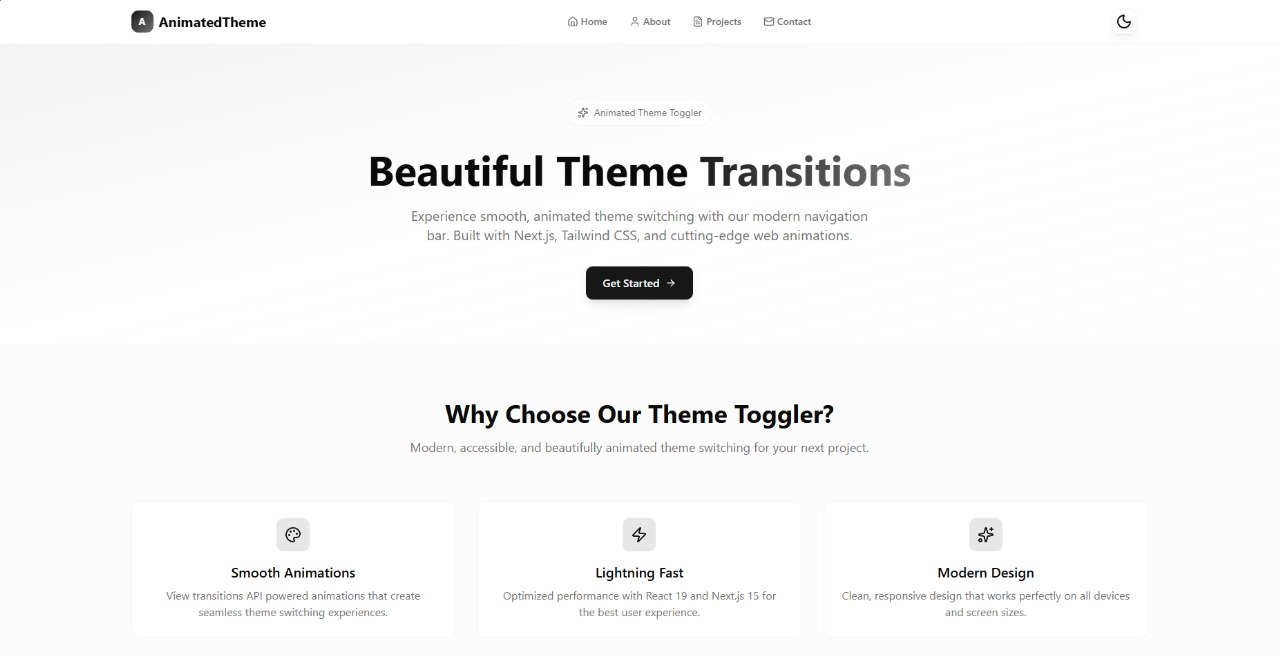 A AnimatedTheme
Home About Projects Contact
Animated Theme Toggler
Beautiful Theme Transitions
Experience smooth, animated theme switching with our modern navigation
bar. Built with Next.js, Tailwind CSS, and cutting-edge web animations.
Get Started
Why Choose Our Theme Toggler?
Modern, accessible, and beautifully animated theme switching for your next project.
Smooth Animations
View transitions API powered animations that create
seamless theme switching experiences.
Lightning Fast
Optimized performance with React 19 and Next.js 15 for
the best user experience.
Modern Design
Clean, responsive design that works perfectly on all devices
and screen sizes.